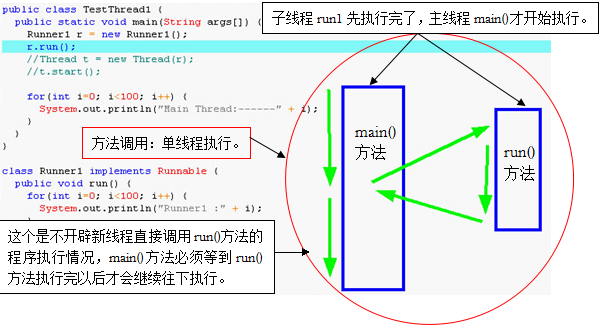 public class TestThread1 {
public static void main(String args[]) {
Runner1 r = new Runner1();
r.run();
//Thread t = new Thread(r);
//t.start();
for(int i=0; i<100; i++) {
System.out.println("Main Thread:------" + i);
}
}
}
class Runner1 implements Runnable {
public void run() {
for(int i=0; i<100; i++) {
System.out.println("Runner1 :" + i);
子线程 run1 先执行完了，主线程 main()才开始执行。
方法调用：单线程执行。
main()
方法
run()
方法
这个是不开辟新线程直接调用 run()方法的
程序执行情况，main()方法必须等到 run()
方法执行完以后才会继续往下执行。